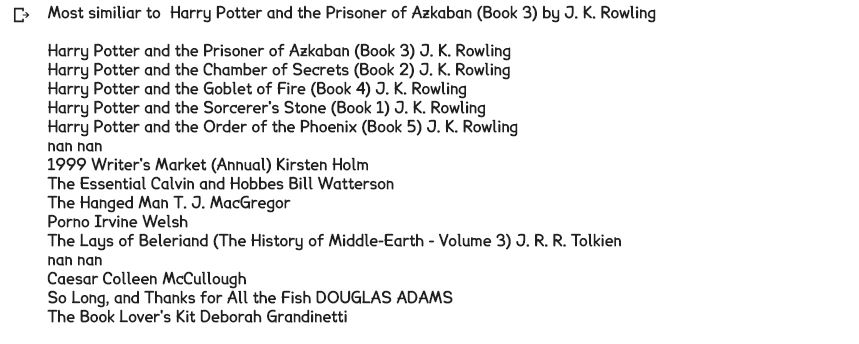 Most similiar to  Harry Potter and the Prisoner of Azkaban (Book 3) by J. K. Rowling
Harry Potter and the Prisoner of Azkaban (Book 3) J. K. Rowling
Harry Potter and the Chamber of Secrets (Book 2) J. K. Rowling
Harry Potter and the Goblet of Fire (Book 4) J. K. Rowling
Harry Potter and the Sorcerer's Stone (Book 1) J. K. Rowling
Harry Potter and the Order of the Phoenix (Book 5) J. K. Rowling
nan nan
1999 Writer's Market (Annual) Kirsten Holm
The Essential Calvin and Hobbes Bill Watterson
The Hanged Man T. J. MacGregor
Porno Irvine Welsh
The Lays of Beleriand (The History of Middle-Earth - Volume 3) J. R. R. Tolkien
nan nan
Caesar Colleen McCullough
So Long, and Thanks for All the Fish DOUGLAS ADAMS
The Book Lover's Kit Deborah Grandinetti